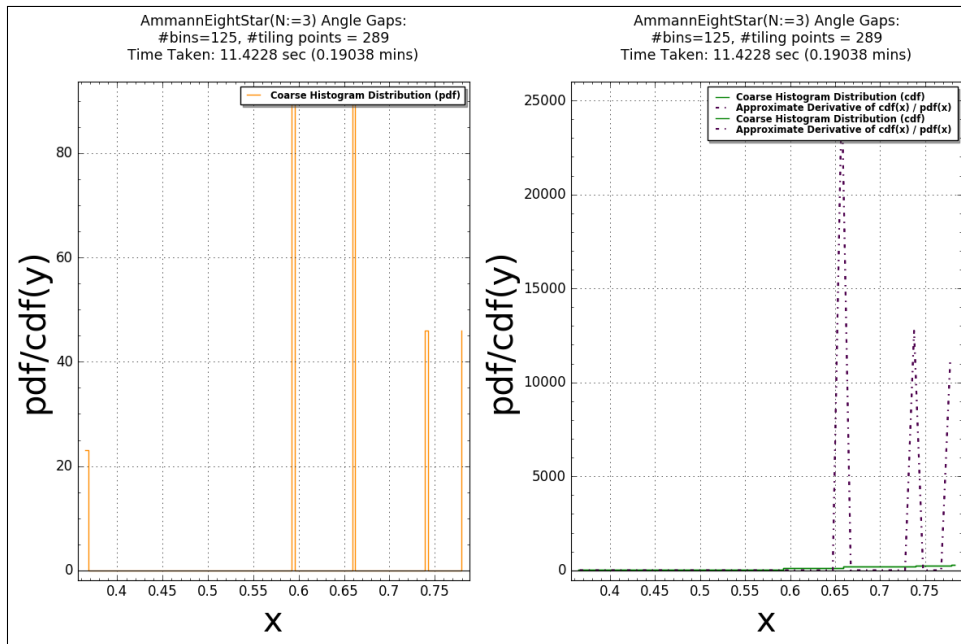 AmmannEightStar(N:=3) Angle Gaps:
#bins=125, #tiling points = 289
Time Taken: 11.4228 sec (0.19038 mins)
Coarse Histogram Distribution (pdf)
80
60
40
20
0
pdf/cdf(y)
0.4 0.45 0.5 0.55 0.6 0.65 0.7 0.75
x
AmmannEightStar(N:=3) Angle Gaps:
#bins=125, #tiling points = 289
Time Taken: 11.4228 sec (0.19038 mins)
Coarse Histogram Distribution (cdf)
Approximate Derivative of cdf(x) / pdf(x)
Coarse Histogram Distribution (cdf)
Approximate Derivative of cdf(x) / pdf(x)
25000
20000
15000
10000
5000
0
pdf/cdf(y)
0.4 0.45 0.5 0.55 0.6 0.65 0.7 0.75
x